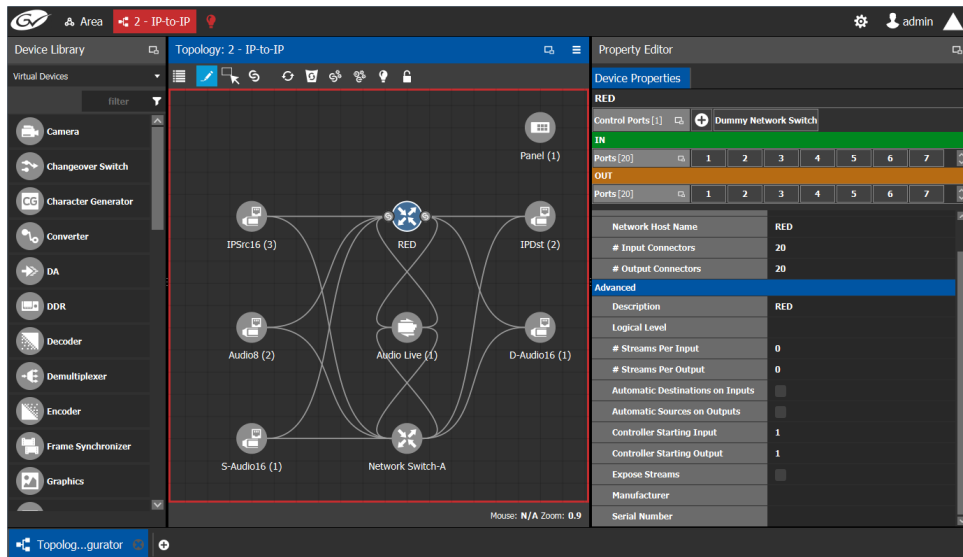 GV Area 2 - IP-to-IP admin
Device Library
Virtual Devices
filter
Camera
Changeover Switch
CG Character Generator
Converter
DA
DDR
Decoder
Demultiplexer
Encoder
Frame Synchronizer
Graphics
Topology: 2 - IP-to-IP
Panel (1)
IPSrc16 (3)
RED
IPDst (2)
Audio8 (2)
Audio Live (1)
D-Audio16 (1)
S-Audio16 (1)
Network Switch-A
Mouse: N/A Zoom: 0.9
Property Editor
Device Properties
RED
Control Ports[1] Dummy Network Switch
IN
Ports[20] 1 2 3 4 5 6 7
OUT
Ports[20] 1 2 3 4 5 6 7
Network Host Name RED
# Input Connectors 20
# Output Connectors 20
Advanced
Description RED
Logical Level
# Streams Per Input 0
# Streams Per Output 0
Automatic Destinations on Inputs
Automatic Sources on Outputs
Controller Starting Input 1
Controller Starting Output 1
Expose Streams
Manufacturer
Serial Number
Topolog...gurator